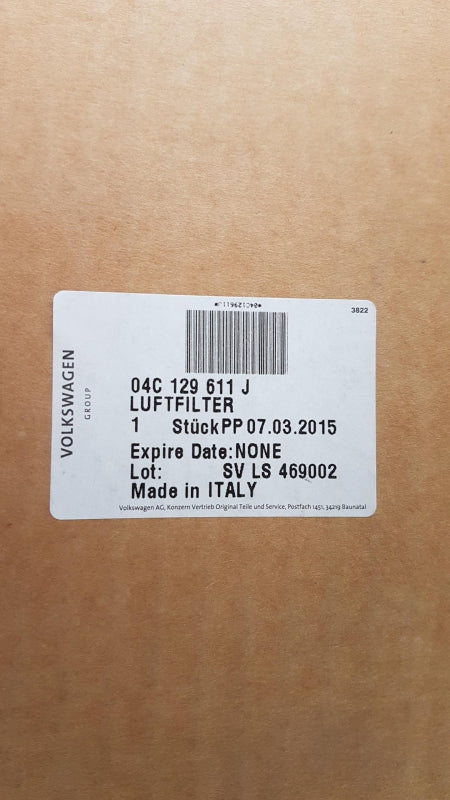 *04C129611J*
3822
VOLKSWAGEN
GROUP
04C 129 611 J
LUFTFILTER
1 Stück PP 07.03.2015
Expire Date: NONE
Lot: SV LS 469002
Made in ITALY
Volkswagen AG, Konzern Vertrieb Original Teile und Service, Postfach 1451, 34219 Baunatal